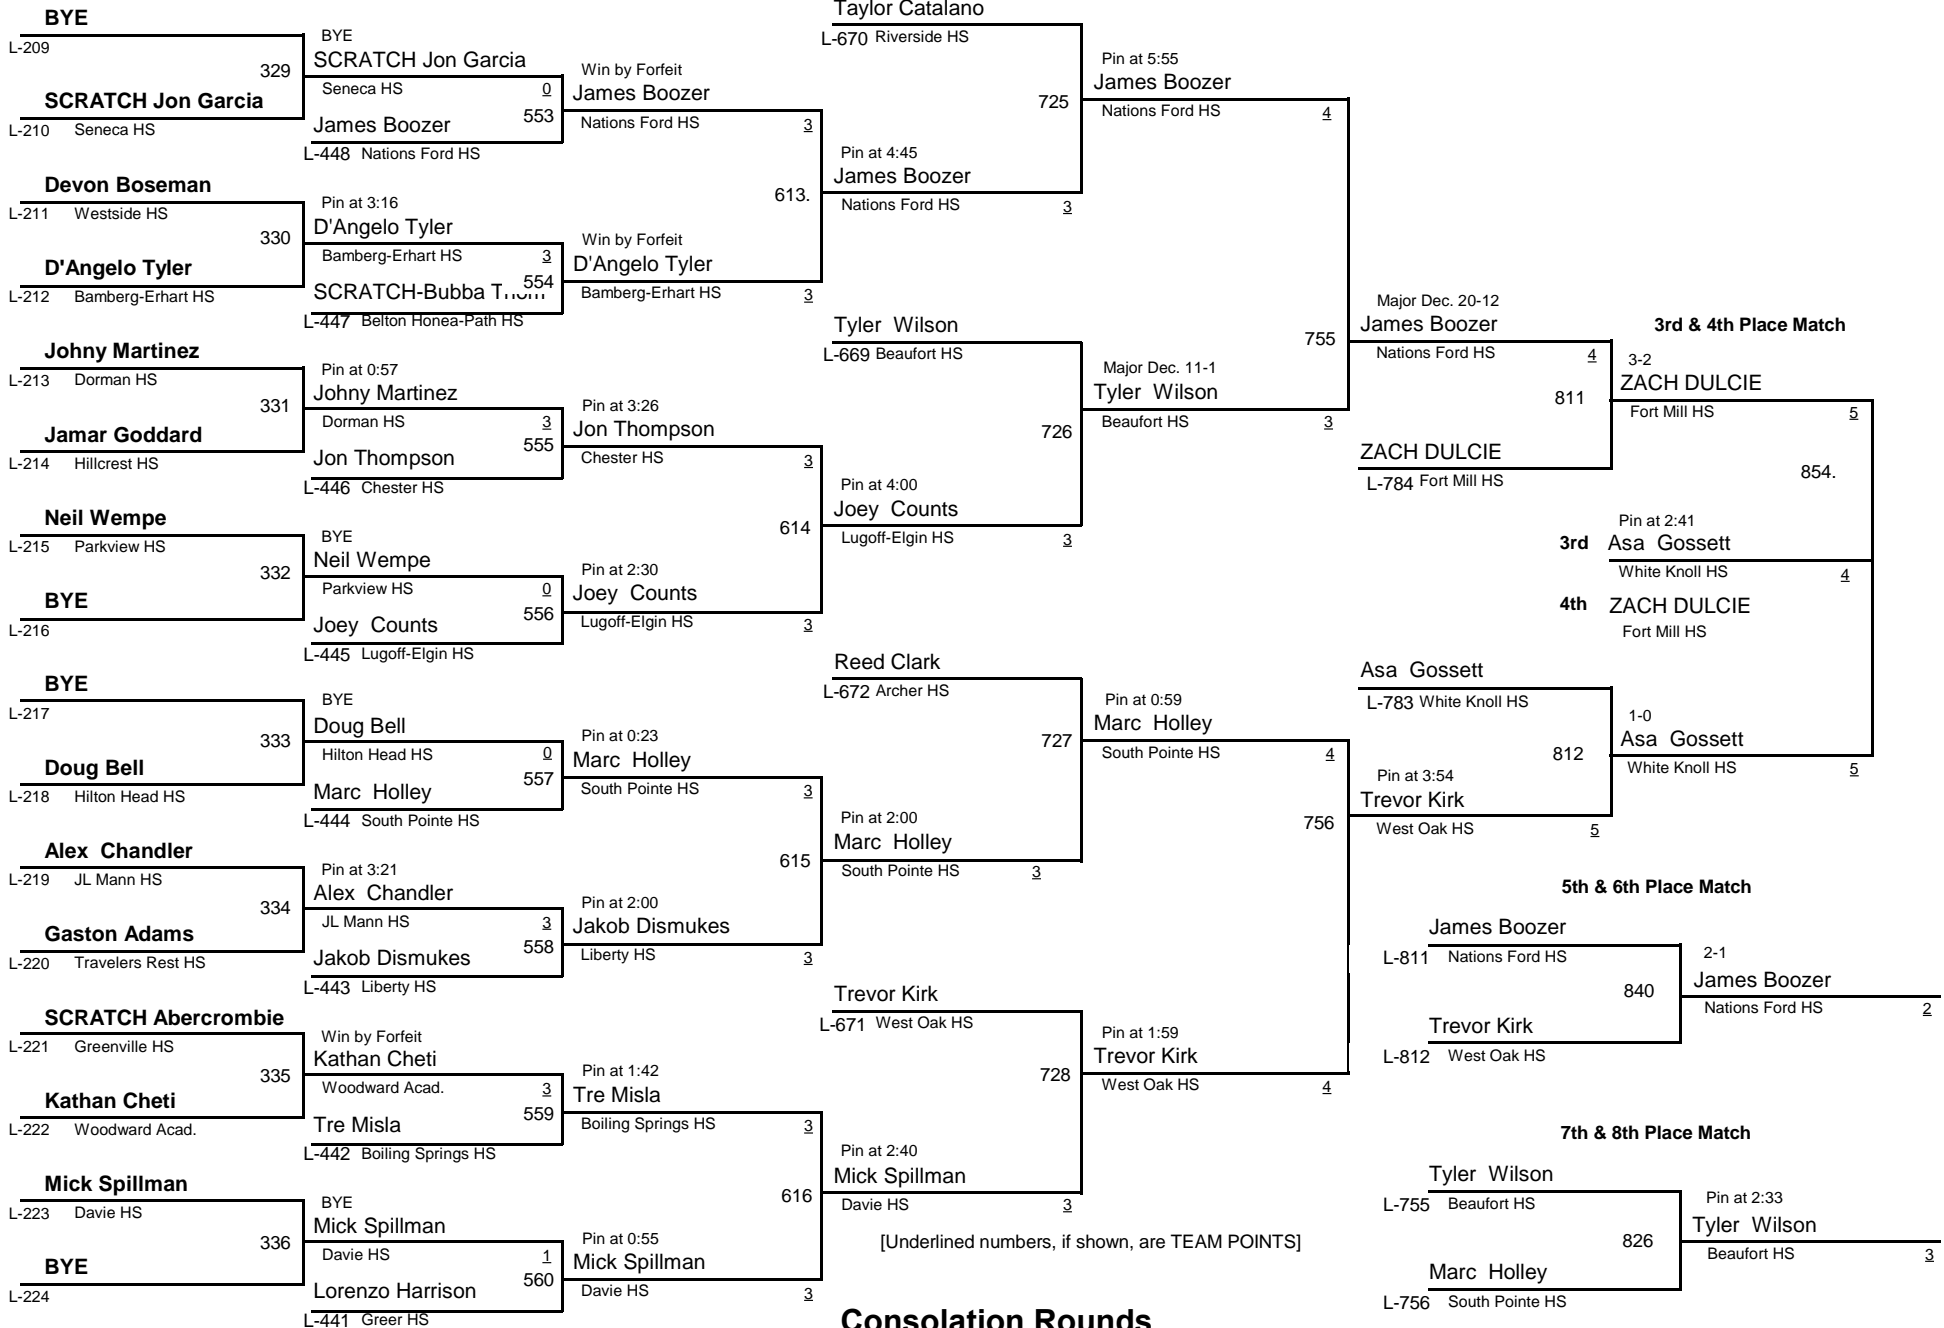 BYE
L-209
329
SCRATCH Jon Garcia
L-210 Seneca HS
Devon Boseman
L-211 Westside HS
330
D'Angelo Tyler
L-212 Bamberg-Erhart HS
Johny Martinez
L-213 Dorman HS
331
Jamar Goddard
L-214 Hillcrest HS
Neil Wempe
L-215 Parkview HS
332
BYE
L-216
BYE
L-217
333
Doug Bell
L-218 Hilton Head HS
Alex Chandler
L-219 JL Mann HS
334
Gaston Adams
L-220 Travelers Rest HS
SCRATCH Abercrombie
L-221 Greenville HS
335
Kathan Cheti
L-222 Woodward Acad.
Mick Spillman
L-223 Davie HS
336
BYE
L-224
BYE
SCRATCH Jon Garcia
Seneca HS 0
553
James Boozer
L-448 Nations Ford HS
Pin at 3:16
D'Angelo Tyler
Bamberg-Erhart HS 3
554
SCRATCH-Bubba
L-447 Belton Honea-Path HS
Pin at 0:57
Johny Martinez
Dorman HS 3
555
Jon Thompson
L-446 Chester HS
BYE
Neil Wempe
Parkview HS 0
556
Joey Counts
L-445 Lugoff-Elgin HS
BYE
Doug Bell
Hilton Head HS 0
557
Marc Holley
L-444 South Pointe HS
Pin at 3:21
Alex Chandler
JL Mann HS 3
558
Jakob Dismukes
L-443 Liberty HS
Win by Forfeit
Kathan Cheti
Woodward Acad. 3
559
Tre Misla
L-442 Boiling Springs HS
BYE
Mick Spillman
Davie HS 1
560
Lorenzo Harrison
L-441 Greer HS
Win by Forfeit
James Boozer
Nations Ford HS 3
613.
Win by Forfeit
D'Angelo Tyler
Bamberg-Erhart HS 3
Pin at 3:26
Jon Thompson
Chester HS 3
614
Pin at 2:30
Joey Counts
Lugoff-Elgin HS 3
Pin at 0:23
Marc Holley
South Pointe HS 3
615
Pin at 2:00
Jakob Dismukes
Liberty HS 3
Pin at 1:42
Tre Misla
Boiling Springs HS 3
616
Pin at 0:55
Mick Spillman
Davie HS 3
Taylor Catalano
L-670 Riverside HS
725
Pin at 4:45
James Boozer
Nations Ford HS 3
Tyler Wilson
L-669 Beaufort HS
726
Pin at 4:00
Joey Counts
Lugoff-Elgin HS 3
Reed Clark
L-672 Archer HS
727
Pin at 2:00
Marc Holley
South Pointe HS 3
Trevor Kirk
L-671 West Oak HS
728
Pin at 2:40
Mick Spillman
Davie HS 3
[Underlined numbers, if shown, are TEAM POINTS]
Consolation Rounds
Pin at 5:55
James Boozer
Nations Ford HS 4
755
Major Dec. 11-1
Tyler Wilson
Beaufort HS 3
Pin at 0:59
Marc Holley
South Pointe HS 4
756
Pin at 1:59
Trevor Kirk
West Oak HS 4
Major Dec. 20-12
James Boozer
Nations Ford HS 4
811
ZACH DULCIE
L-784 Fort Mill HS
Asa Gossett
L-783 White Knoll HS
812
Pin at 3:54
Trevor Kirk
West Oak HS 5
3rd & 4th Place Match
3-2
ZACH DULCIE
Fort Mill HS 5
854.
Pin at 2:41
3rd Asa Gossett
White Knoll HS 4
4th ZACH DULCIE
Fort Mill HS
1-0
Asa Gossett
White Knoll HS 5
5th & 6th Place Match
James Boozer
L-811 Nations Ford HS
840
Trevor Kirk
L-812 West Oak HS
2-1
James Boozer
Nations Ford HS 2
7th & 8th Place Match
Tyler Wilson
L-755 Beaufort HS
826
Marc Holley
L-756 South Pointe HS
Pin at 2:33
Tyler Wilson
Beaufort HS 3